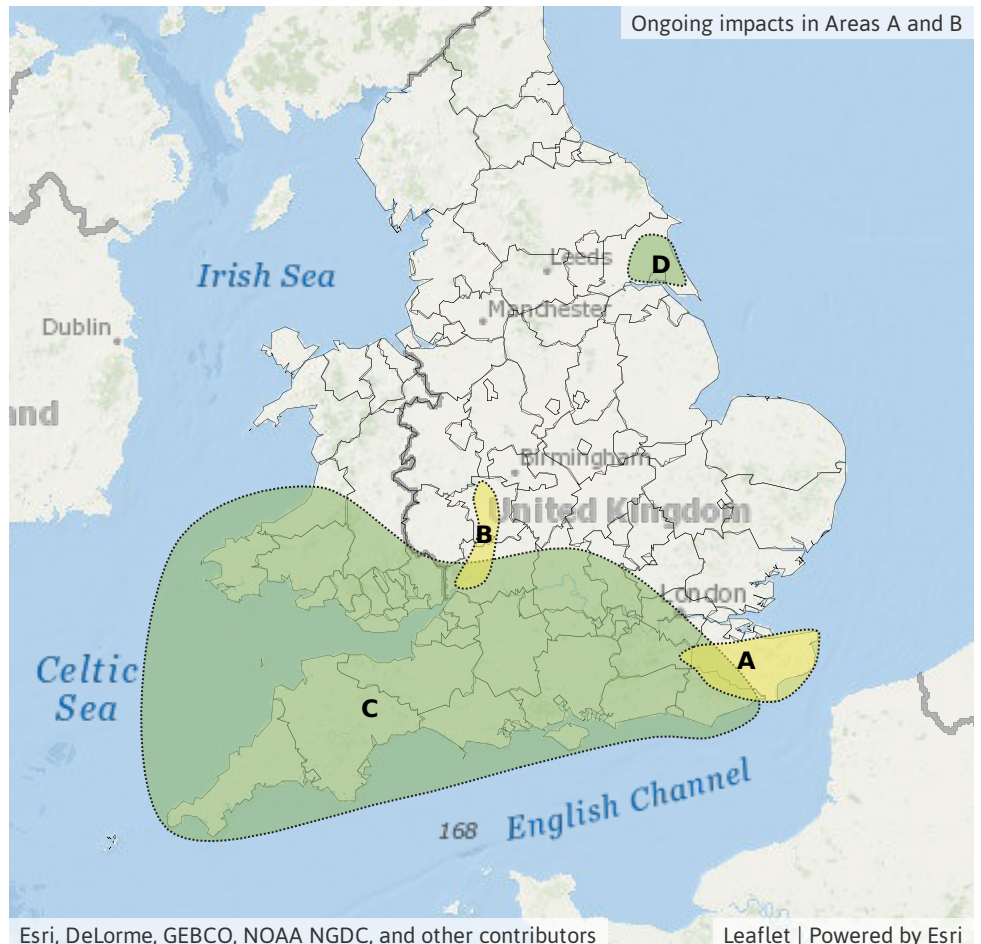 Ongoing impacts in Areas A and B
D
Leeds
Irish Sea
Manchester
Dublin
and
Birmingham
United Kingdom
B
London
A
Celtic
Sea
C
English Channel
168
Esri, DeLorme, GEBCO, NOAA NGDC, and other contributors
Leaflet | Powered by Esri